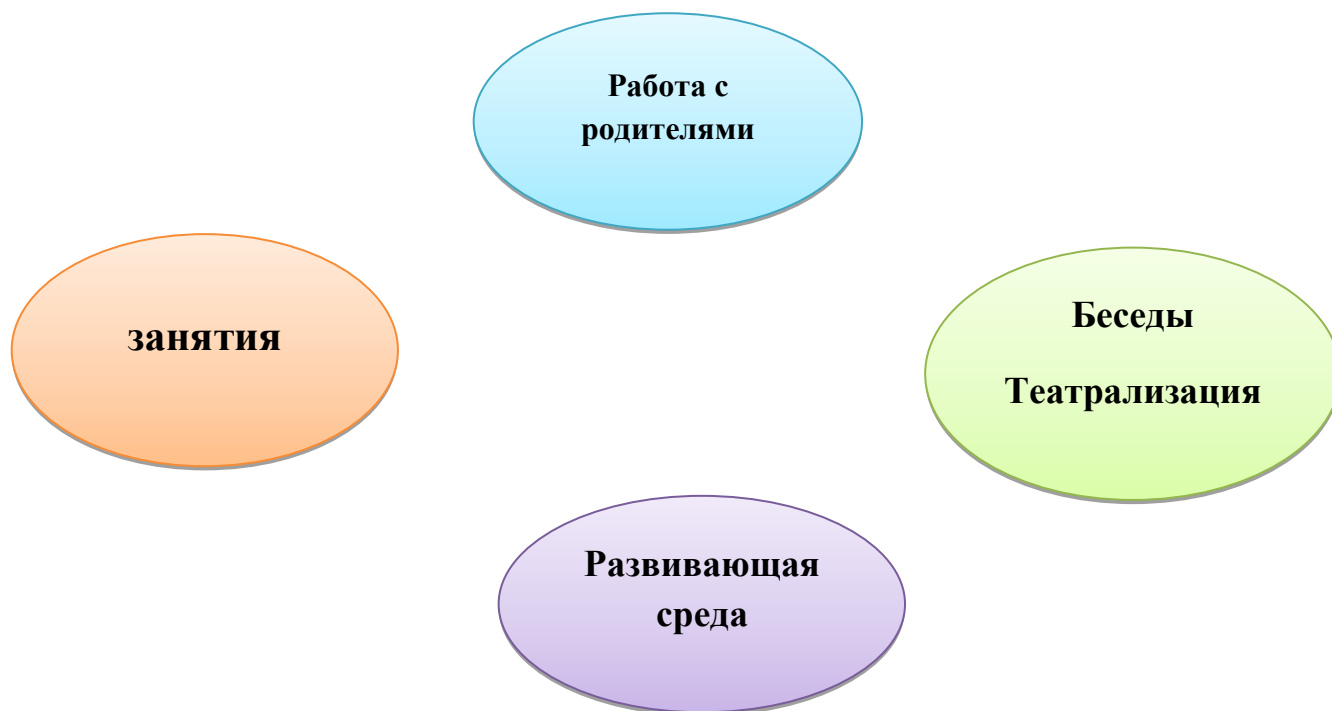 Работа с
родителями
занятия
Беседы
Театрализация
Развивающая
среда